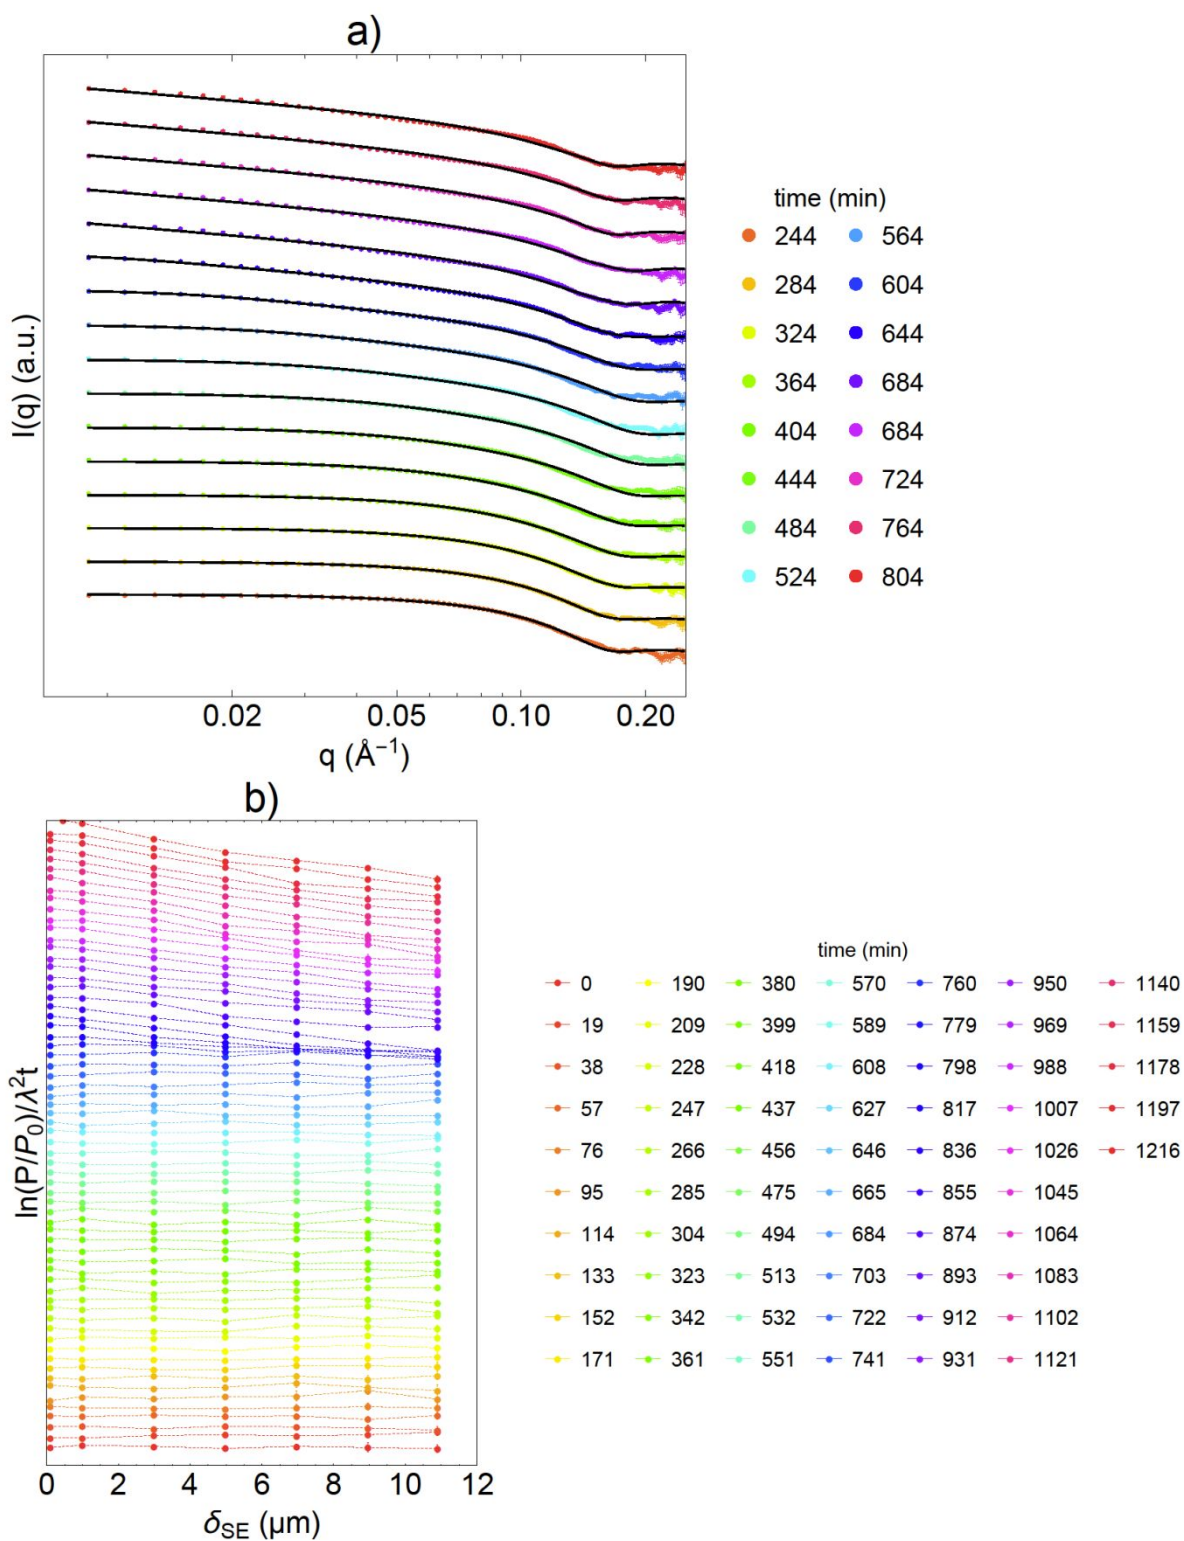 a)
I(q) (a.u.)
0.02 0.05 0.10 0.20
q (Å⁻¹)
time (min)
244 564
284 604
324 644
364 684
404 684
444 724
484 764
524 804
b)
ln(P/P₀)/λ²t
0 2 4 6 8 10 12
δSE (μm)
time (min)
0 190 380 570 760 950 1140
19 209 399 589 779 969 1159
38 228 418 608 798 988 1178
57 247 437 627 817 1007 1197
76 266 456 646 836 1026 1216
95 285 475 665 855 1045
114 304 494 684 874 1064
133 323 513 703 893 1083
152 342 532 722 912 1102
171 361 551 741 931 1121